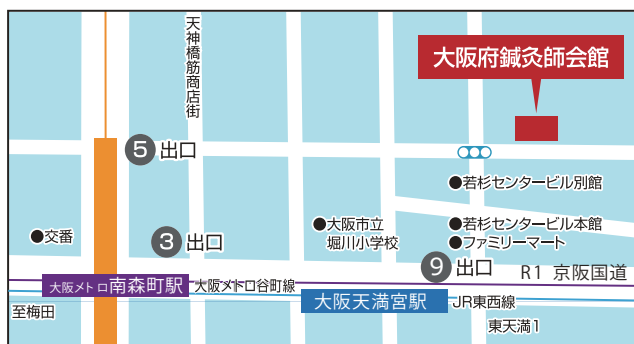 天神橋筋商店街
大阪府鍼灸師会館
5 出口
●若杉センタービル別館
●交番
3 出口
●大阪市立
堀川小学校
●若杉センタービル本館
●ファミリーマート
9 出口
R1 京阪国道
大阪メトロ南森町駅
大阪メトロ谷町線
大阪天満宮駅
JR東西線
至梅田
東天満1